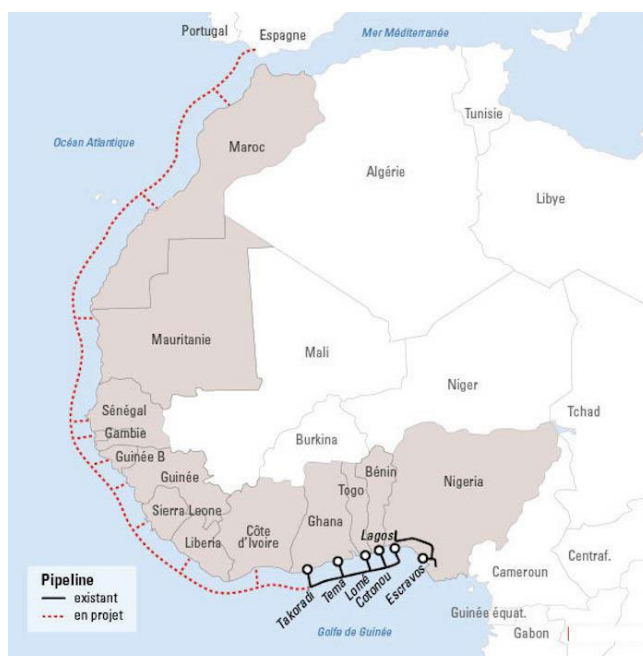 Portugal
Espagne
Mer Méditerranée
Océan Atlantique
Maroc
Tunisie
Algérie
Libye
Mauritanie
Mali
Niger
Tchad
Sénégal
Gambie
Burkina
Guinée B
Guinée
Bénin
Togo
Nigeria
Sierra Leone
Ghana
Côte
d'Ivoire
Liberia
Lagos
Centraf.
Cameroun
Takoradi
Tema
Lomé
Cotonou
Escravos
Pipeline
existant
en projet
Golfe de Guinée
Guinée équat.
Gabon